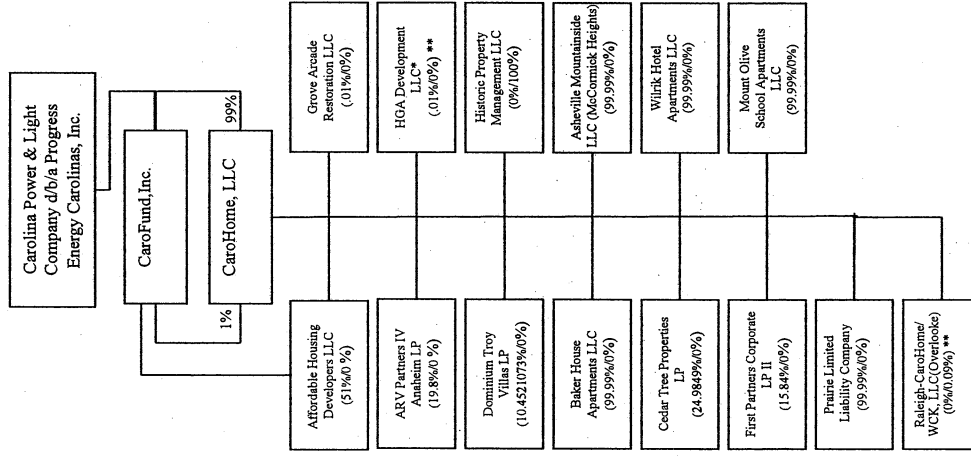 Carolina Power & Light
Company d/b/a Progress
Energy Carolinas, Inc.
CaroFund,Inc.
1%
CaroHome, LLC
99%
Affordable Housing
Developers LLC
(51%/0 %)
Grove Arcade
Restoration LLC
(.01%/0%)
ARV Partners IV
Anaheim LP
(19.8%/0 %)
HGA Development
LLC*
(.01%/0%) **
Dominium Troy
Villas LP
(10.4521073%/0%)
Historic Property
Management LLC
(0%/100%)
Baker House
Apartments LLC
(99.99%/0%)
Asheville Mountainside
LLC (McCormick Heights)
(99.99%/0%)
Cedar Tree Properties
LP
(24.9849%/0%)
Wilrik Hotel
Apartments LLC
(99.99%/0%)
First Partners Corporate
LP II
(15.84%/0%)
Mount Olive
School Apartments
LLC
(99.99%/0%)
Prairie Limited
Liability Company
(99.99%/0%)
Raleigh-CaroHome/
WCK, LLC(Overlooke)
(0%/0.09%) **